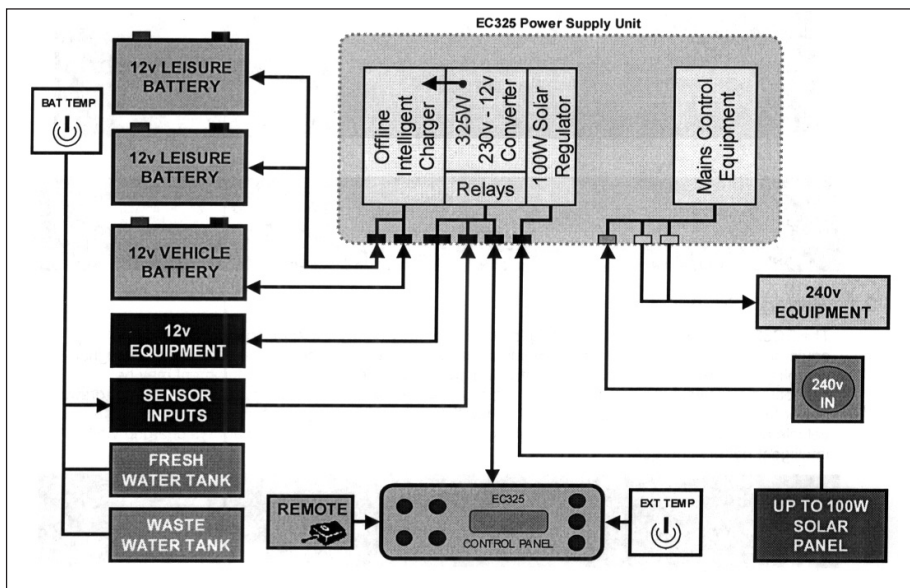 EC325 Power Supply Unit
12v LEISURE
BATTERY
BAT TEMP
12v LEISURE
BATTERY
12v VEHICLE
BATTERY
12v
EQUIPMENT
SENSOR
INPUTS
FRESH
WATER TANK
WASTE
WATER TANK
Offline
Intelligent
Charger
325W
230v - 12v
Converter
Relays
100W Solar
Regulator
Mains Control
Equipment
240v
EQUIPMENT
240v
IN
REMOTE
EC325
CONTROL PANEL
EXT TEMP
UP TO 100W
SOLAR
PANEL